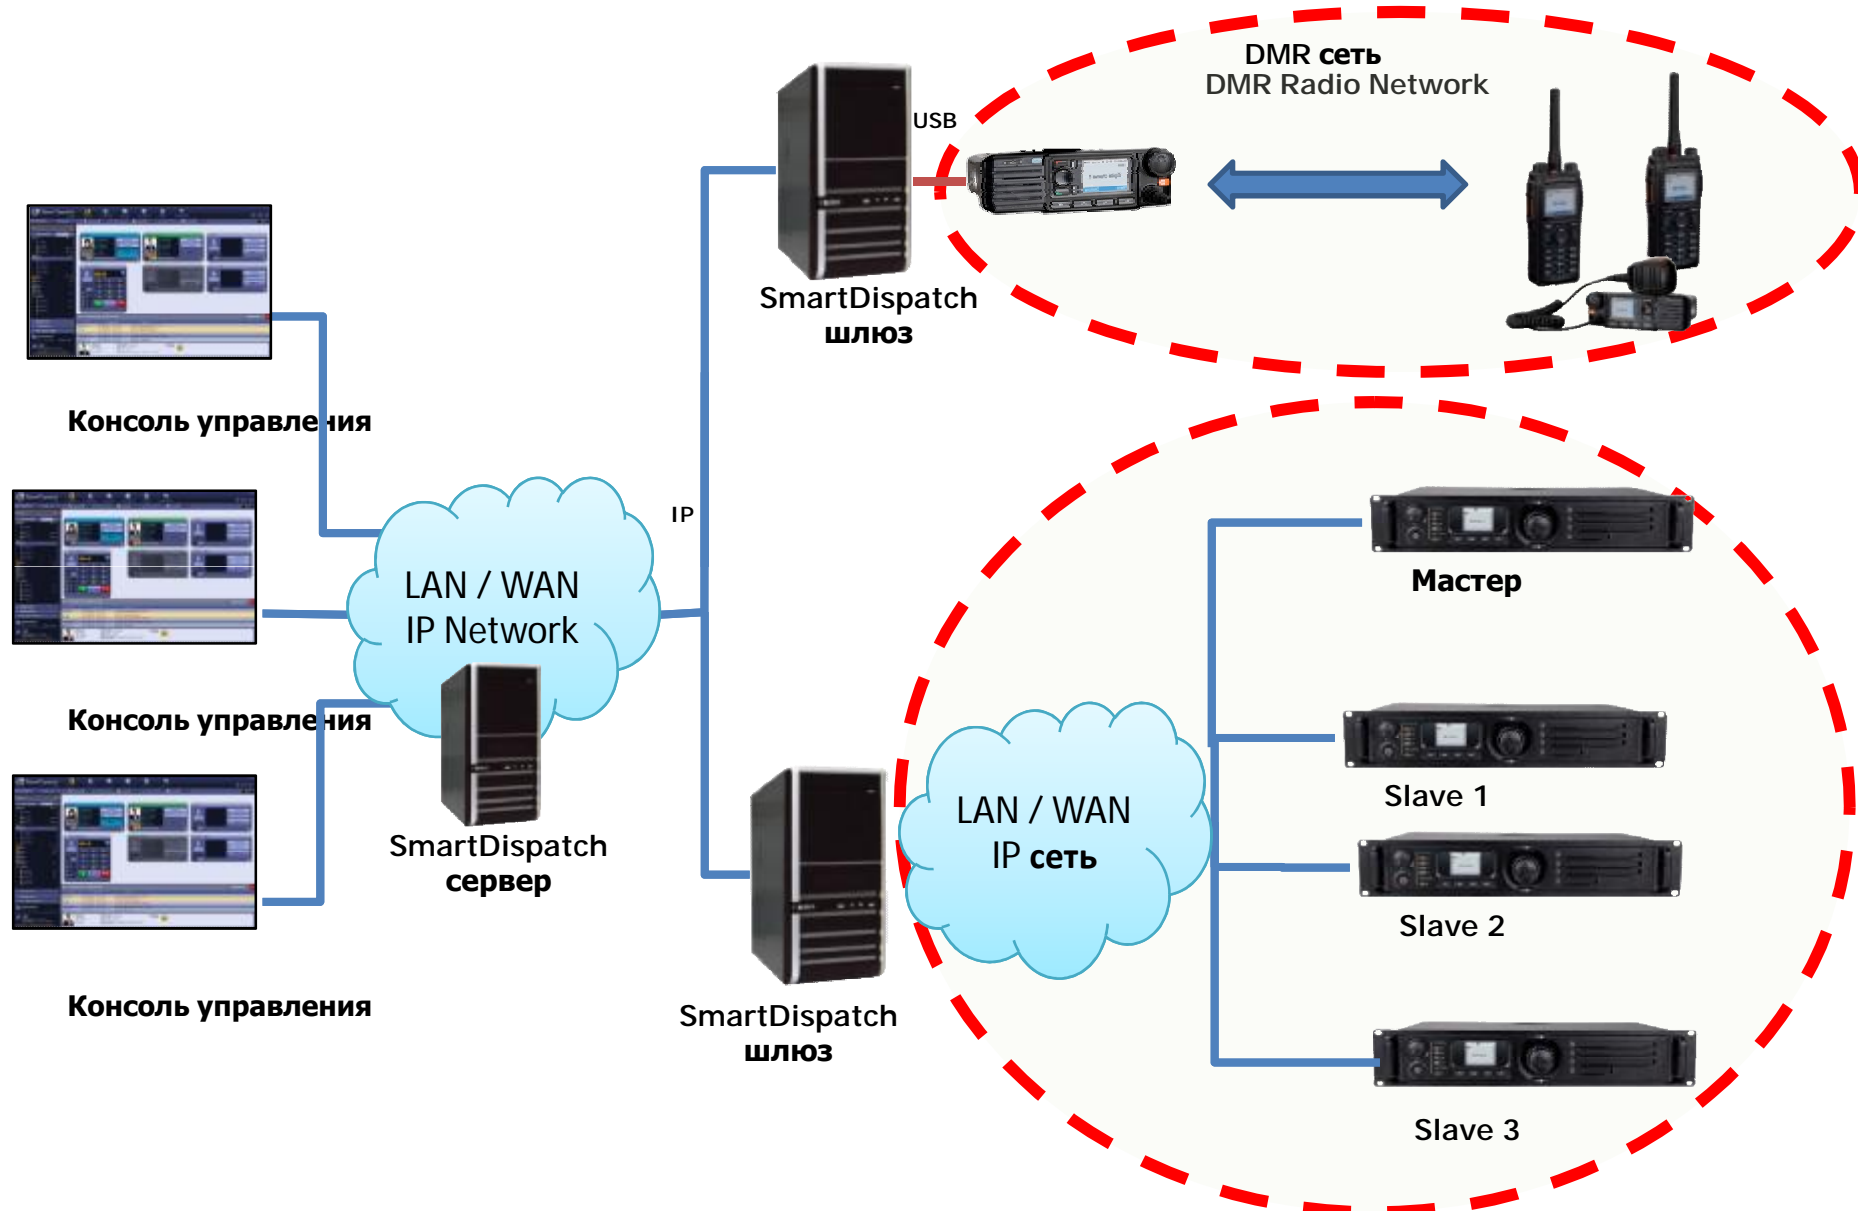 DMR сеть
DMR Radio Network
USB
SmartDispatch
шлюз
Консоль управления
IP
LAN / WAN
IP Network
Мастер
Консоль управления
SmartDispatch
сервер
Slave 1
LAN / WAN
IP сеть
Slave 2
Консоль управления
SmartDispatch
шлюз
Slave 3